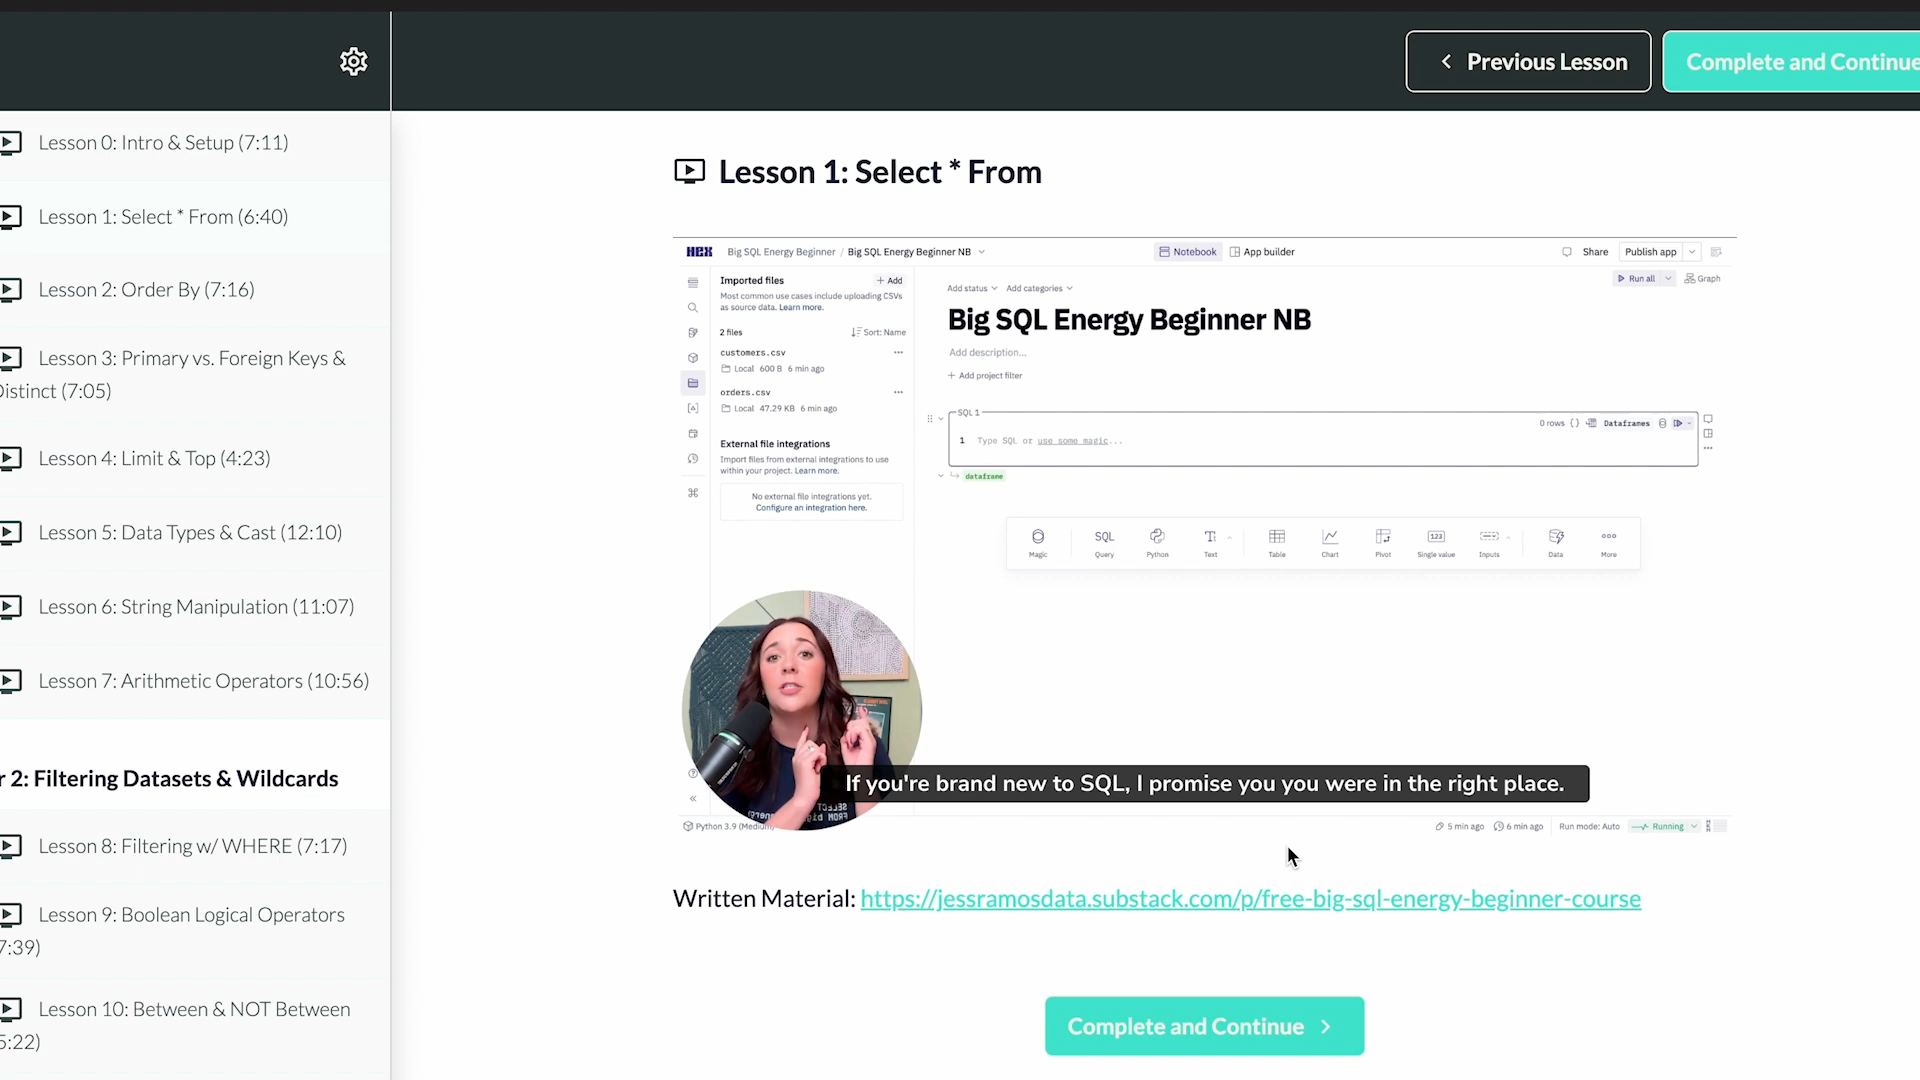 Previous Lesson
Complete and Continue
Lesson 0: Intro & Setup (7:11)
Lesson 1: Select * From (6:40)
Lesson 2: Order By (7:16)
Lesson 3: Primary vs. Foreign Keys &
Distinct (7:05)
Lesson 4: Limit & Top (4:23)
Lesson 5: Data Types & Cast (12:10)
Lesson 6: String Manipulation (11:07)
Lesson 7: Arithmetic Operators (10:56)
r 2: Filtering Datasets & Wildcards
Lesson 8: Filtering w/ WHERE (7:17)
Lesson 9: Boolean Logical Operators
7:39)
Lesson 10: Between & NOT Between
5:22)
Lesson 1: Select * From
HEX
Big SQL Energy Beginner / Big SQL Energy Beginner NB
Notebook
App builder
Share
Publish app
Imported files
+ Add
Most common use cases include uploading CSVs
as source data. Learn more.
2 files
Sort: Name
customers.csv
Local 600 B 6 min ago
orders.csv
Local 47.29 KB 6 min ago
External file integrations
Import files from external integrations to use
within your project. Learn more.
No external file integrations yet.
Configure an integration here.
Run all
Graph
Add status
Add categories
Big SQL Energy Beginner NB
Add description...
+ Add project filter
SQL 1
0 rows
Dataframes
1 Type SQL or use some magic...
dataframe
Magic
SQL
Query
Python
Text
Table
Chart
Pivot
123
Single value
Inputs
Data
More
If you're brand new to SQL, I promise you you were in the right place.
Python 3.9 (Medium)
5 min ago
6 min ago
Run mode: Auto
Running
Written Material: https://jessramosdata.substack.com/p/free-big-sql-energy-beginner-course
Complete and Continue